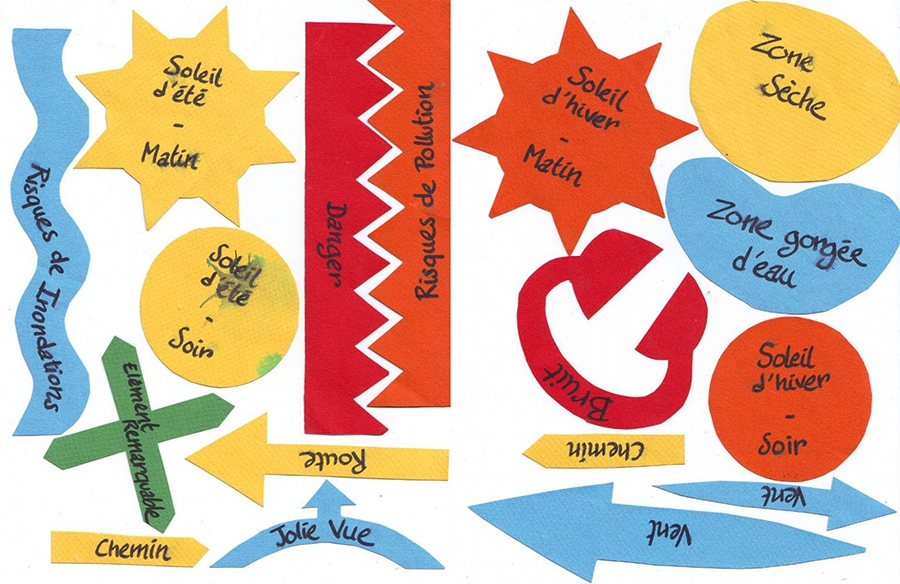 Risques de Inondations
Soleil
d'été
-
Matin
Soleil
d'été
-
Soir
Elément
Remarquable
Chemin
Danger
Risques de Pollution
Route
Jolie Vue
Soleil
d'hiver
-
Matin
Zone
Sèche
Zone gorgée
d'eau
Bruit
Chemin
Soleil
d'hiver
-
Soir
Vent
Vent